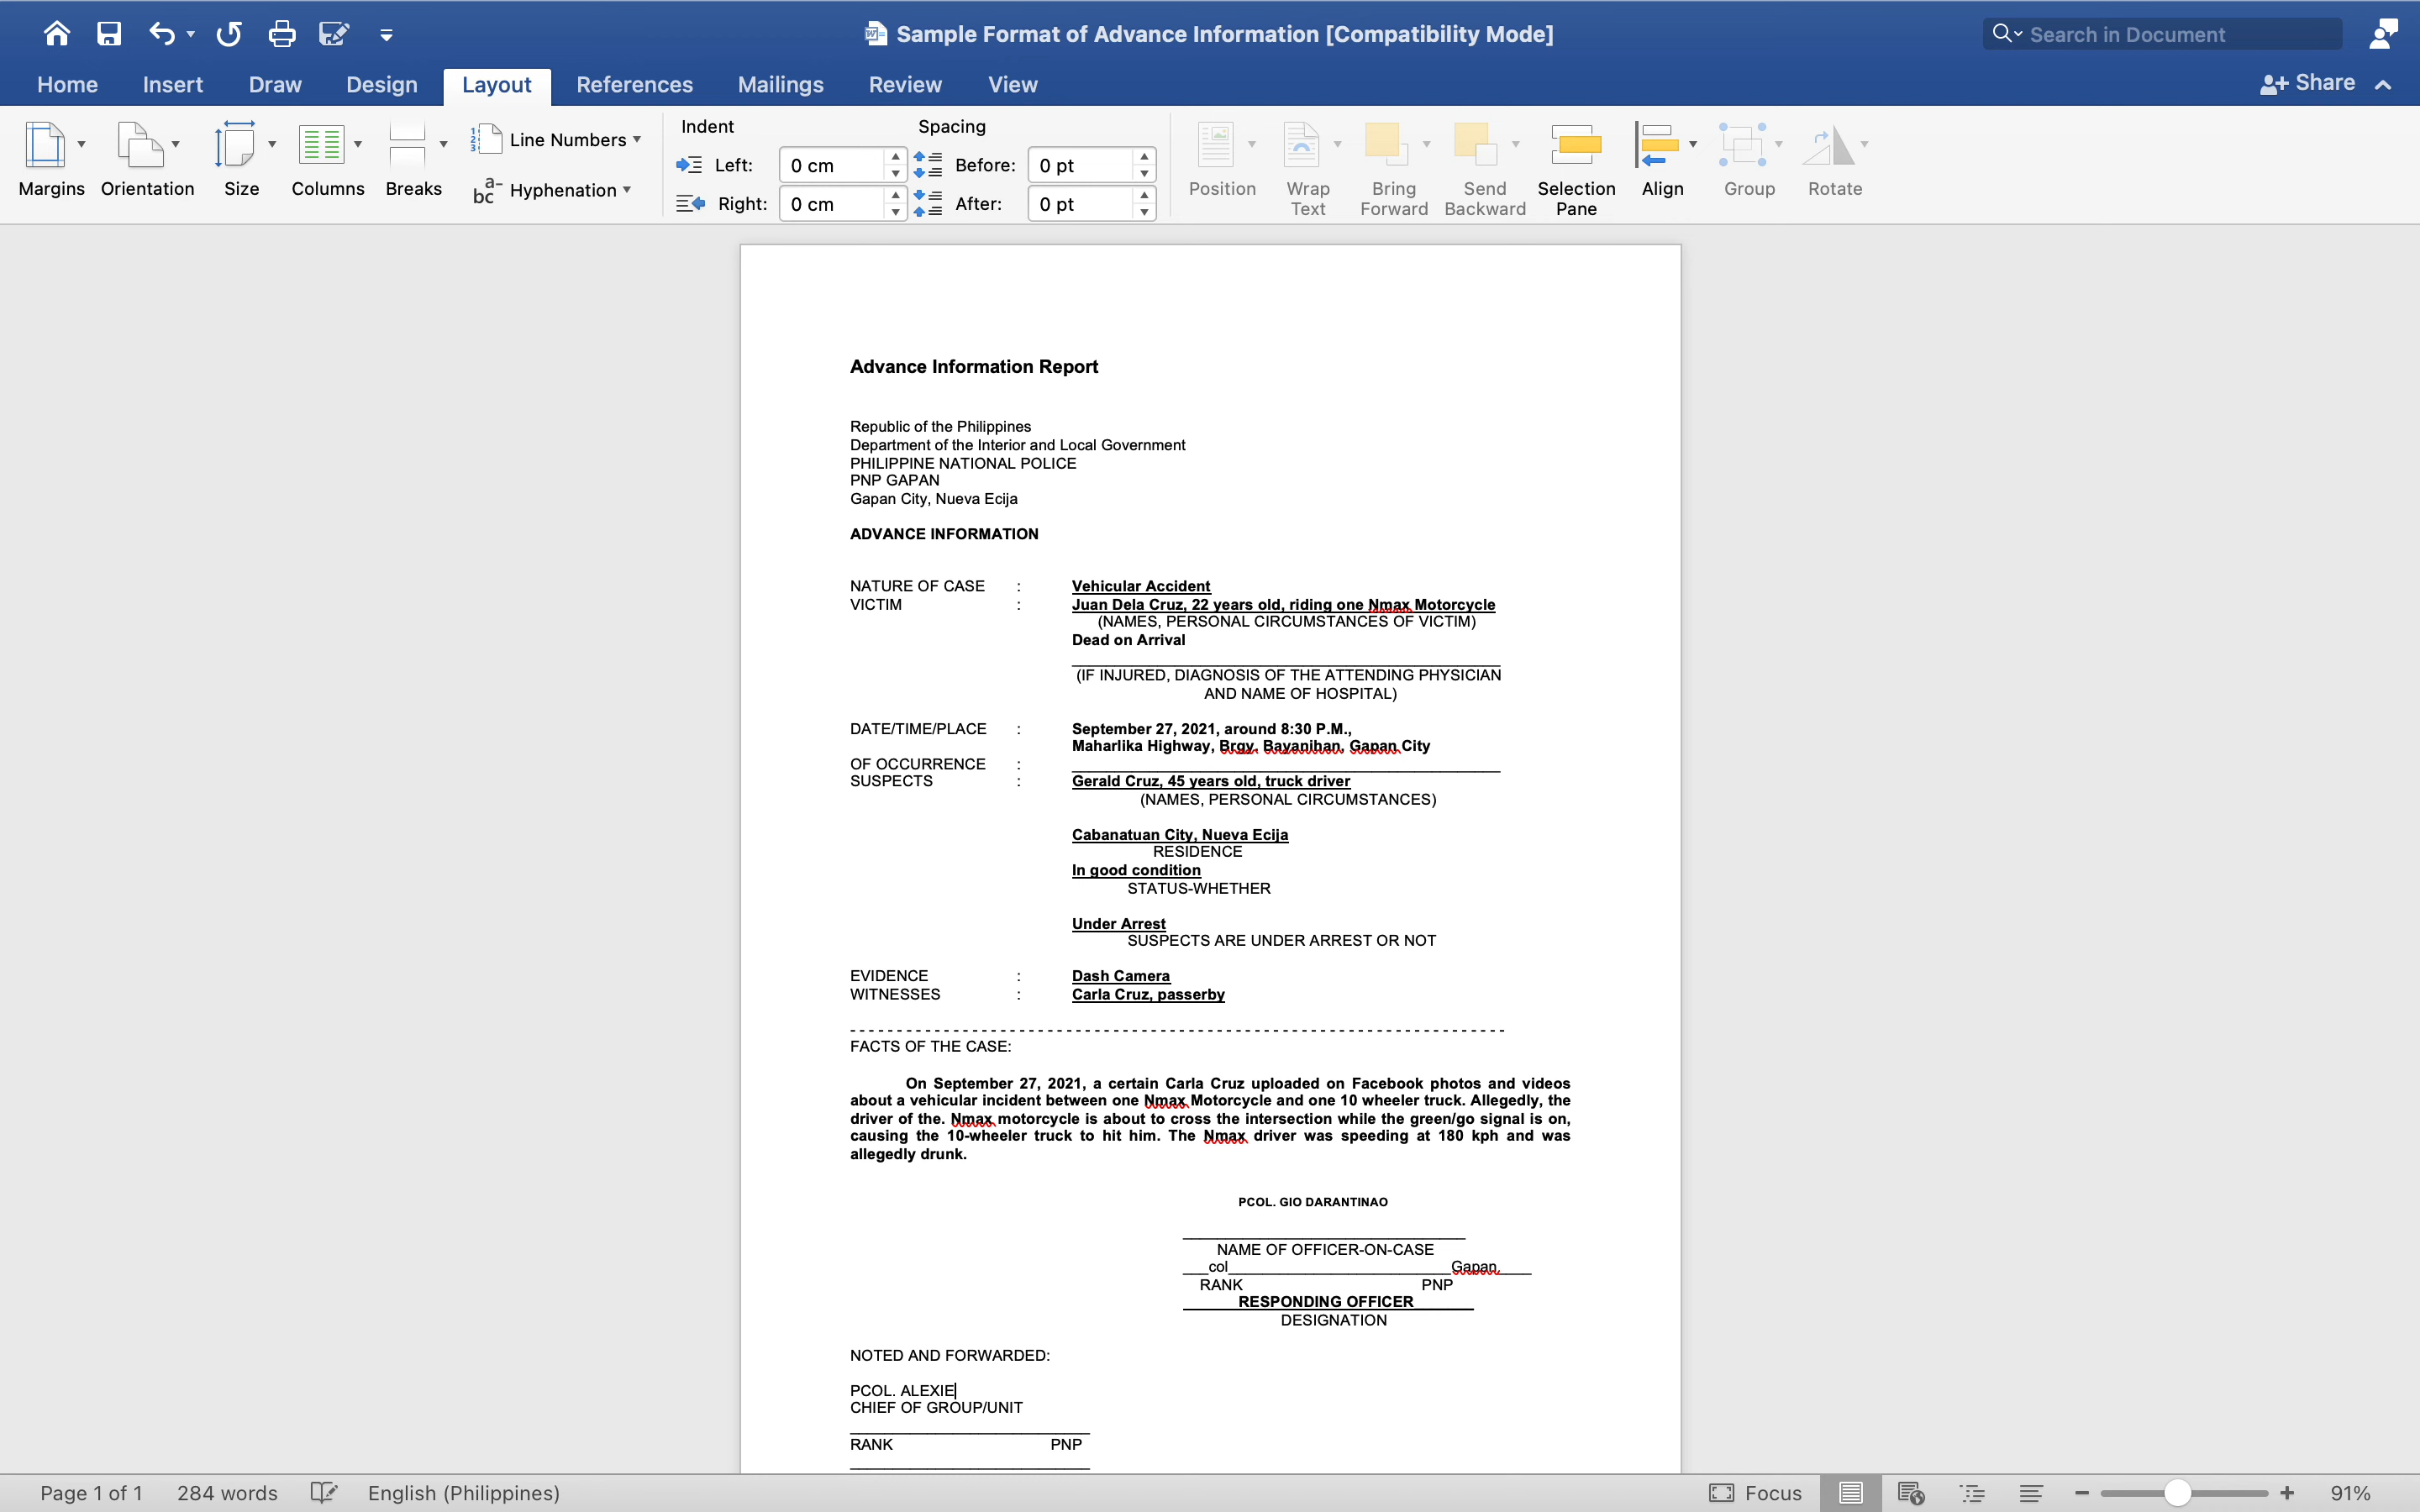 Sample Format of Advance Information [Compatibility Mode]
Search in Document
Home Insert Draw Design Layout References Mailings Review View
Share
Margins Orientation Size Columns Breaks
Line Numbers
Hyphenation
Indent Spacing
Left: 0 cm Before: 0 pt
Right: 0 cm After: 0 pt
Position Wrap Text Bring Forward Send Backward Selection Pane Align Group Rotate
Advance Information Report
Republic of the Philippines
Department of the Interior and Local Government
PHILIPPINE NATIONAL POLICE
PNP GAPAN
Gapan City, Nueva Ecija
ADVANCE INFORMATION
NATURE OF CASE : Vehicular Accident
VICTIM : Juan Dela Cruz, 22 years old, riding one Nmax Motorcycle
(NAMES, PERSONAL CIRCUMSTANCES OF VICTIM)
Dead on Arrival
(IF INJURED, DIAGNOSIS OF THE ATTENDING PHYSICIAN
AND NAME OF HOSPITAL)
DATE/TIME/PLACE : September 27, 2021, around 8:30 P.M.,
Maharlika Highway, Brgy. Bayanihan, Gapan City
OF OCCURRENCE :
SUSPECTS : Gerald Cruz, 45 years old, truck driver
(NAMES, PERSONAL CIRCUMSTANCES)
Cabanatuan City, Nueva Ecija
RESIDENCE
In good condition
STATUS-WHETHER
Under Arrest
SUSPECTS ARE UNDER ARREST OR NOT
EVIDENCE : Dash Camera
WITNESSES : Carla Cruz, passerby
FACTS OF THE CASE:
On September 27, 2021, a certain Carla Cruz uploaded on Facebook photos and videos
about a vehicular incident between one Nmax Motorcycle and one 10 wheeler truck. Allegedly, the
driver of the. Nmax motorcycle is about to cross the intersection while the green/go signal is on,
causing the 10-wheeler truck to hit him. The Nmax driver was speeding at 180 kph and was
allegedly drunk.
PCOL. GIO DARANTINAO
NAME OF OFFICER-ON-CASE
___col__________________________Gapan____
RANK PNP
RESPONDING OFFICER
DESIGNATION
NOTED AND FORWARDED:
PCOL. ALEXIE
CHIEF OF GROUP/UNIT
RANK PNP
Page 1 of 1 284 words English (Philippines) Focus 91%